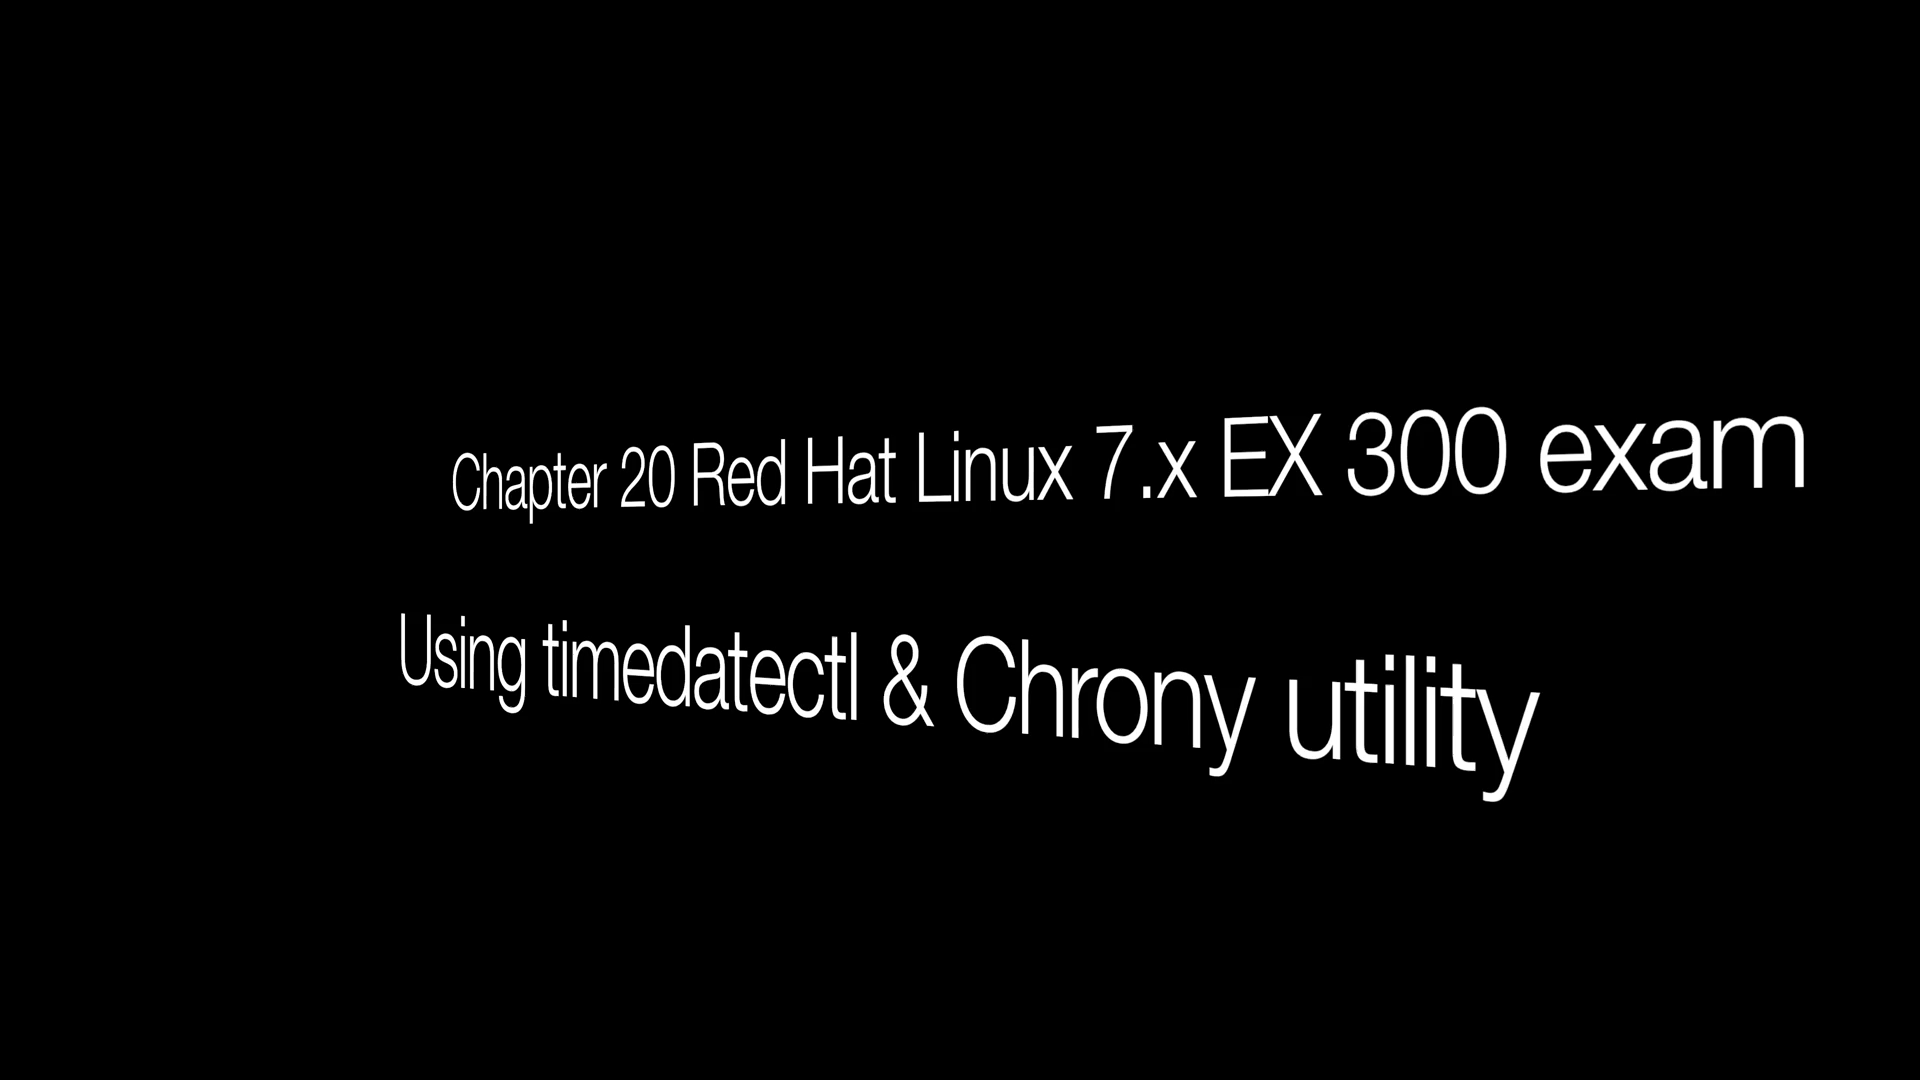 Chapter 20 Red Hat Linux 7.x EX 300 exam
Using timedatectl & Chrony utility